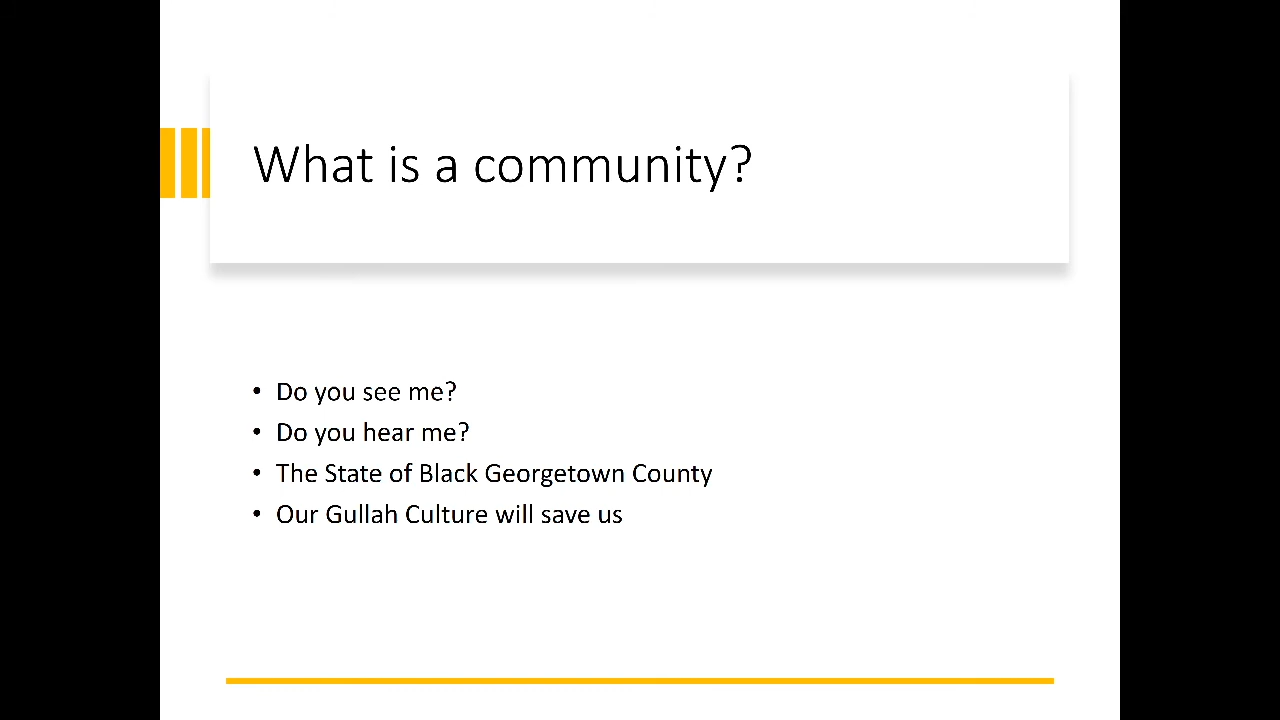 What is a community?
• Do you see me?
• Do you hear me?
• The State of Black Georgetown County
• Our Gullah Culture will save us